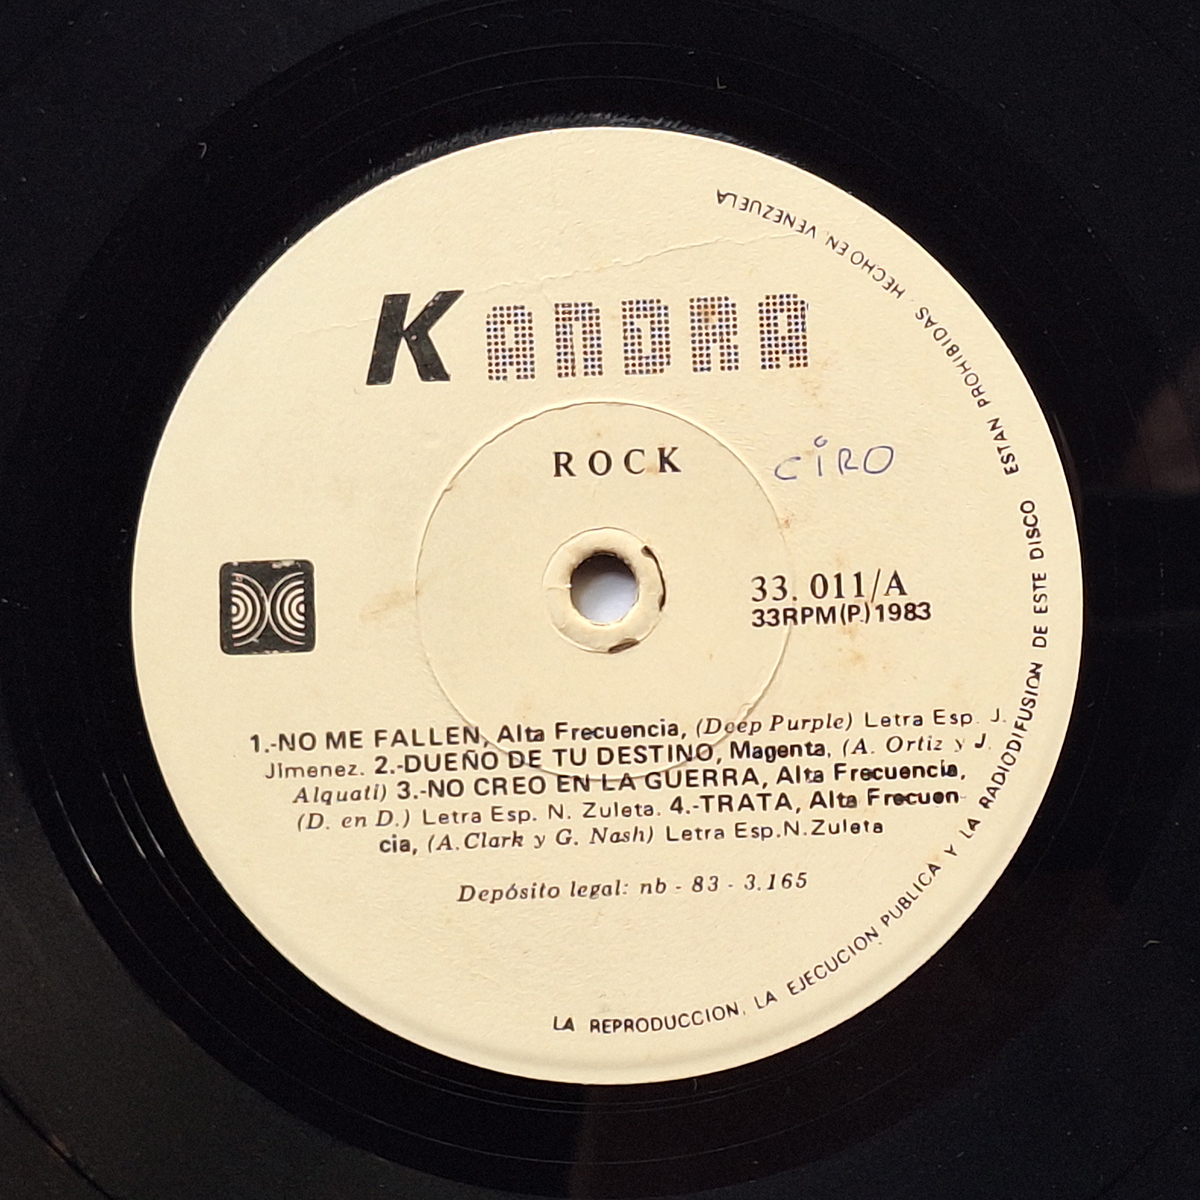 KANDRA
ROCK
CiRO
33. 011/A
33RPM(P.)1983
1.-NO ME FALLEN, Alta Frecuencia, (Deep Purple) Letra Esp. J.
Jimenez. 2.-DUEÑO DE TU DESTINO, Magenta, (A. Ortiz y J.
Alquati) 3.-NO CREO EN LA GUERRA, Alta Frecuencia,
(D. en D.) Letra Esp. N. Zuleta. 4.-TRATA, Alta Frecuen-
cia, (A.Clark y G. Nash) Letra Esp.N.Zuleta
Depósito legal: nb - 83 - 3.165
LA REPRODUCCION, LA EJECUCION PUBLICA Y LA RADIODIFUSION DE ESTE DISCO ESTAN PROHIBIDAS · HECHO EN VENEZUELA